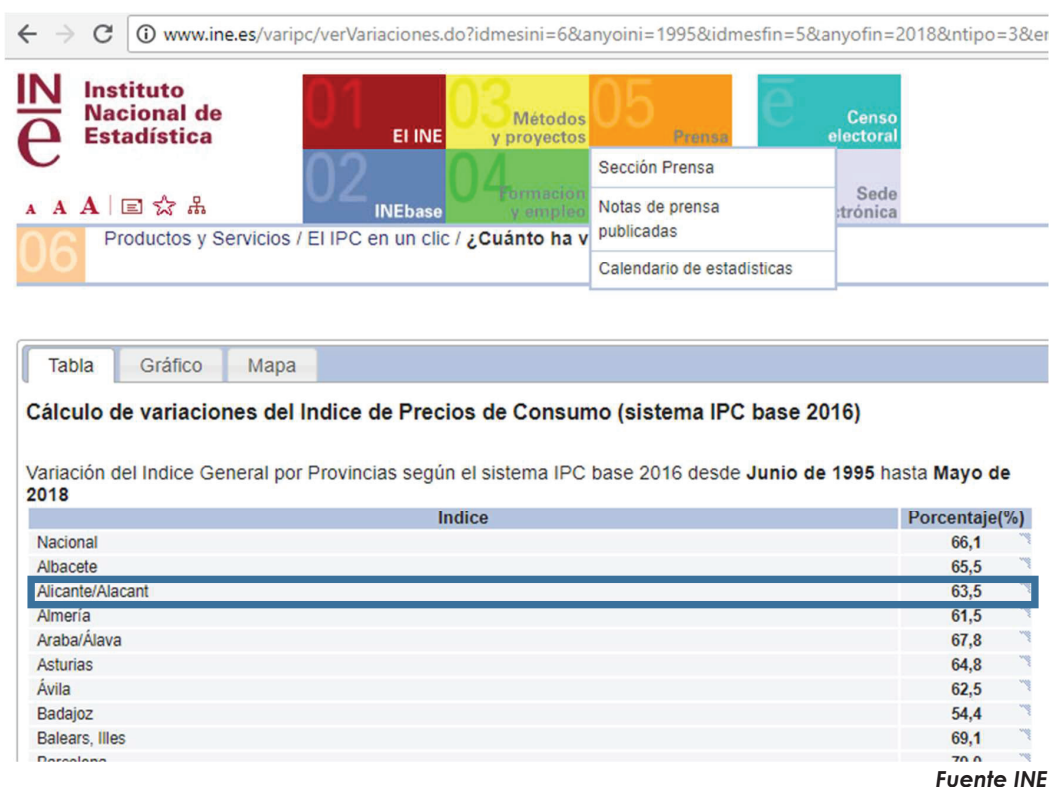 www.ine.es/varipc/verVariaciones.do?idmesini=6&anyoini=1995&idmesfin=5&anyofin=2018&ntipo=3&
INe
Instituto
Nacional de
Estadística
01
El INE
03
Métodos
y proyectos
05
Prensa
e
Censo
electoral
02
INEbase
04
Formación
y empleo
Sección Prensa
Notas de prensa
publicadas
Calendario de estadísticas
Sede
trónica
A A A
06
Productos y Servicios / El IPC en un clic / ¿Cuánto ha v
Tabla Gráfico Mapa
Cálculo de variaciones del Indice de Precios de Consumo (sistema IPC base 2016)
Variación del Indice General por Provincias según el sistema IPC base 2016 desde Junio de 1995 hasta Mayo de
2018
Indice Porcentaje(%)
Nacional 66,1
Albacete 65,5
Alicante/Alacant 63,5
Almería 61,5
Araba/Álava 67,8
Asturias 64,8
Ávila 62,5
Badajoz 54,4
Balears, Illes 69,1
Barcelona
Fuente INE